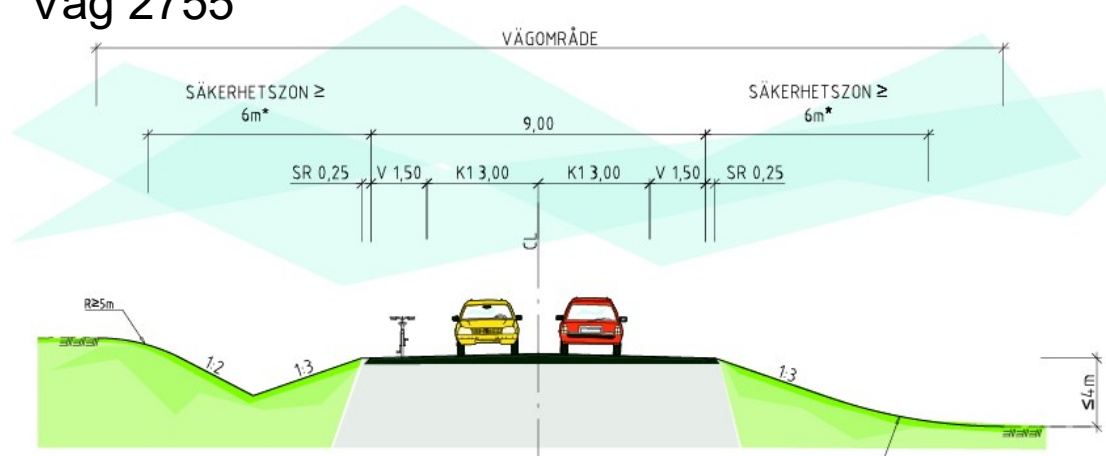 Väg 2755
VÄGOMRÅDE
SÄKERHETSZON ≥
6m*
SÄKERHETSZON ≥
6m*
9,00
SR 0,25
V 1,50
K1 3,00
K1 3,00
V 1,50
SR 0,25
CL
R≥5m
1:2
1:3
1:3
≤4m